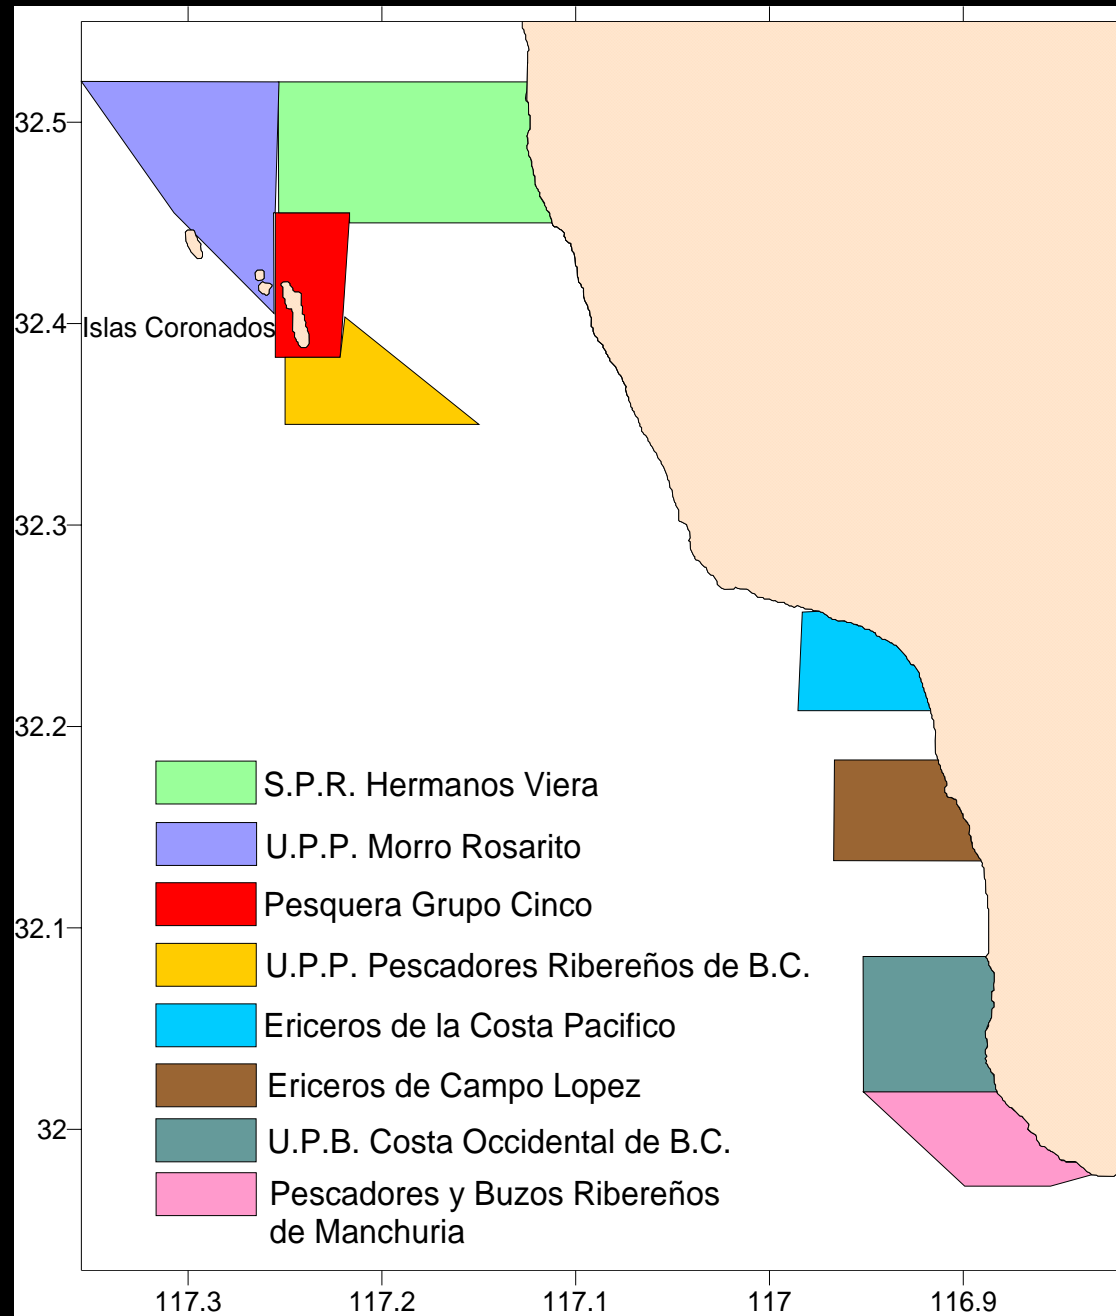 32.5
32.4
Islas Coronados
32.3
32.2
S.P.R. Hermanos Viera
U.P.P. Morro Rosarito
Pesquera Grupo Cinco
32.1
U.P.P. Pescadores Ribereños de B.C.
Ericeros de la Costa Pacifico
Ericeros de Campo Lopez
32
U.P.B. Costa Occidental de B.C.
Pescadores y Buzos Ribereños
de Manchuria
117.3 117.2 117.1 117 116.9